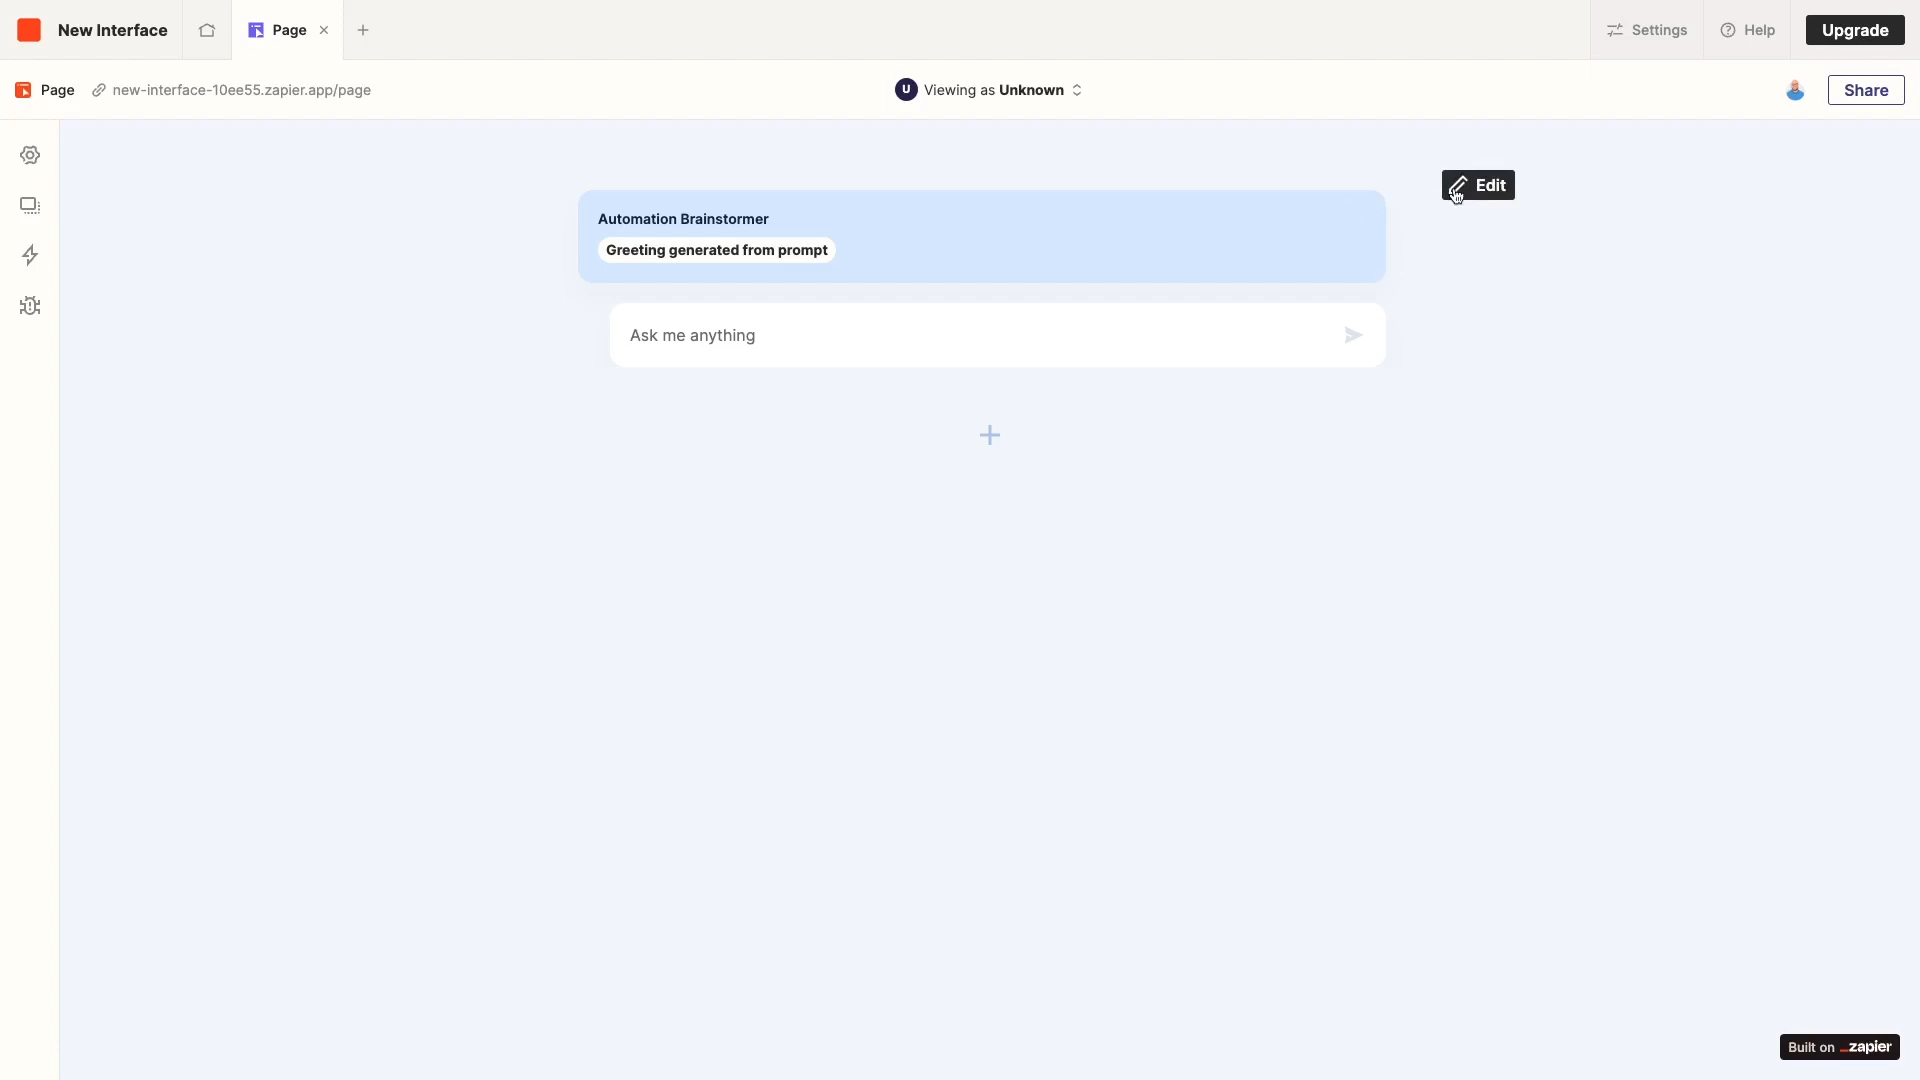 New Interface
Page
Settings
Help
Upgrade
Page
new-interface-10ee55.zapier.app/page
U
Viewing as Unknown
Share
Edit
Automation Brainstormer
Greeting generated from prompt
Ask me anything
Built on _zapier